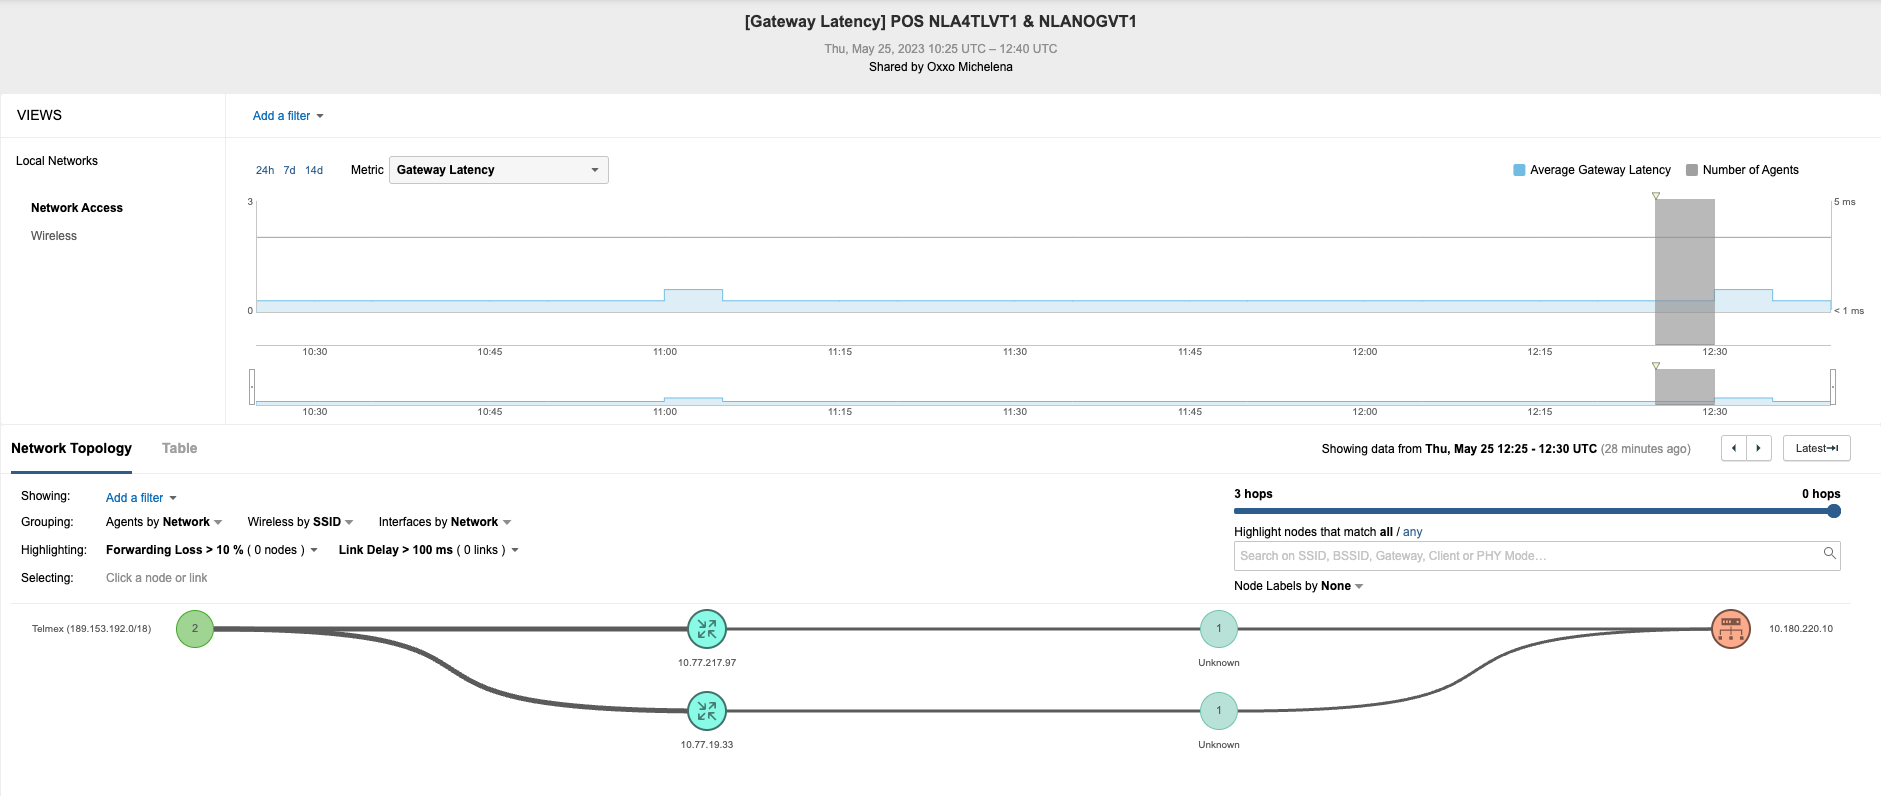 [Gateway Latency] POS NLA4TLVT1 & NLANOGVT1
Thu, May 25, 2023 10:25 UTC – 12:40 UTC
Shared by Oxxo Michelena
VIEWS
Add a filter
Local Networks
Network Access
Wireless
24h 7d 14d Metric Gateway Latency
Average Gateway Latency Number of Agents
3 5 ms
0 < 1 ms
10:30 10:45 11:00 11:15 11:30 11:45 12:00 12:15 12:30
10:30 10:45 11:00 11:15 11:30 11:45 12:00 12:15 12:30
Network Topology Table
Showing data from Thu, May 25 12:25 - 12:30 UTC (28 minutes ago)
Latest
Showing: Add a filter
Grouping: Agents by Network Wireless by SSID Interfaces by Network
Highlighting: Forwarding Loss > 10 % ( 0 nodes ) Link Delay > 100 ms ( 0 links )
Selecting: Click a node or link
3 hops 0 hops
Highlight nodes that match all / any
Search on SSID, BSSID, Gateway, Client or PHY Mode...
Node Labels by None
Telmex (189.153.192.0/18) 2 1 10.180.220.10
10.77.217.97 Unknown
1
10.77.19.33 Unknown